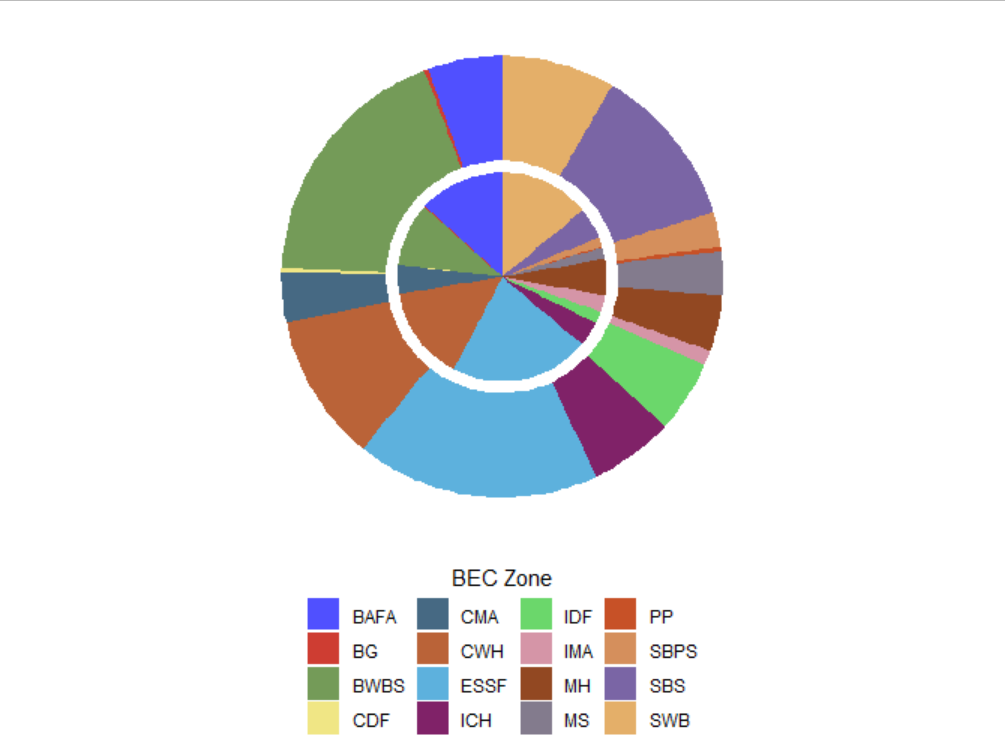 BEC Zone
BAFA CMA IDF PP
BG CWH IMA SBPS
BWBS ESSF MH SBS
CDF ICH MS SWB